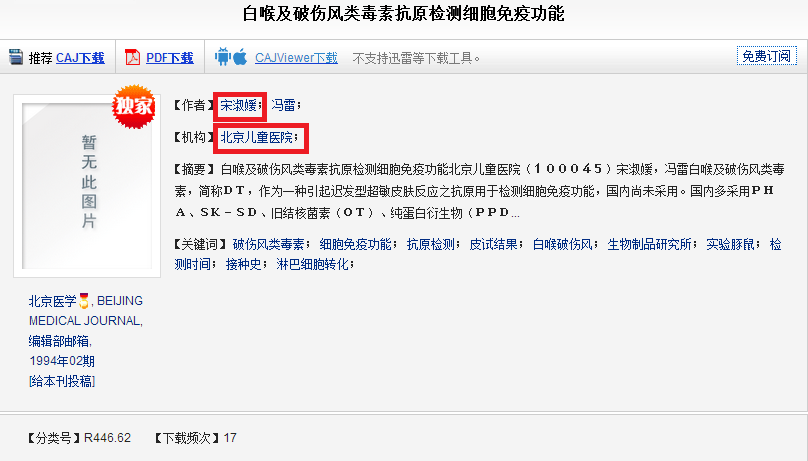 白喉及破伤风类毒素抗原检测细胞免疫功能
推荐 CAJ下载 PDF下载 CAJViewer下载 不支持迅雷等下载工具。 免费订阅
独家
暂无此图片
【作者】宋淑媛; 冯雷;
【机构】北京儿童医院;
【摘要】白喉及破伤风类毒素抗原检测细胞免疫功能北京儿童医院（１０００４５）宋淑媛，冯雷白喉及破伤风类毒
素，简称ＤＴ，作为一种引起迟发型超敏皮肤反应之抗原用于检测细胞免疫功能，国内尚未采用。国内多采用ＰＨ
Ａ、ＳＫ－ＳＤ、旧结核菌素（ＯＴ）、纯蛋白衍生物（ＰＰＤ...
【关键词】破伤风类毒素; 细胞免疫功能; 抗原检测; 皮试结果; 白喉破伤风; 生物制品研究所; 实验豚鼠; 检
测时间; 接种史; 淋巴细胞转化;
北京医学, BEIJING
MEDICAL JOURNAL,
编辑部邮箱,
1994年02期
[给本刊投稿]
【分类号】R446.62 【下载频次】17